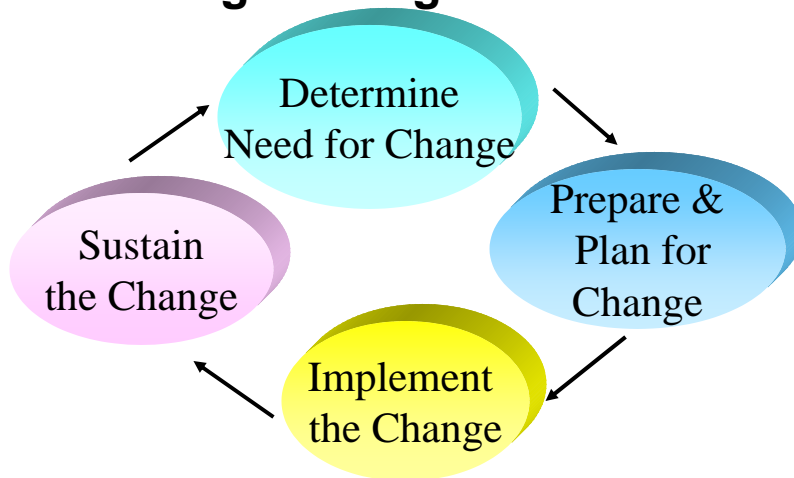 Determine
Need for Change
Prepare &
Plan for
Change
Implement
the Change
Sustain
the Change